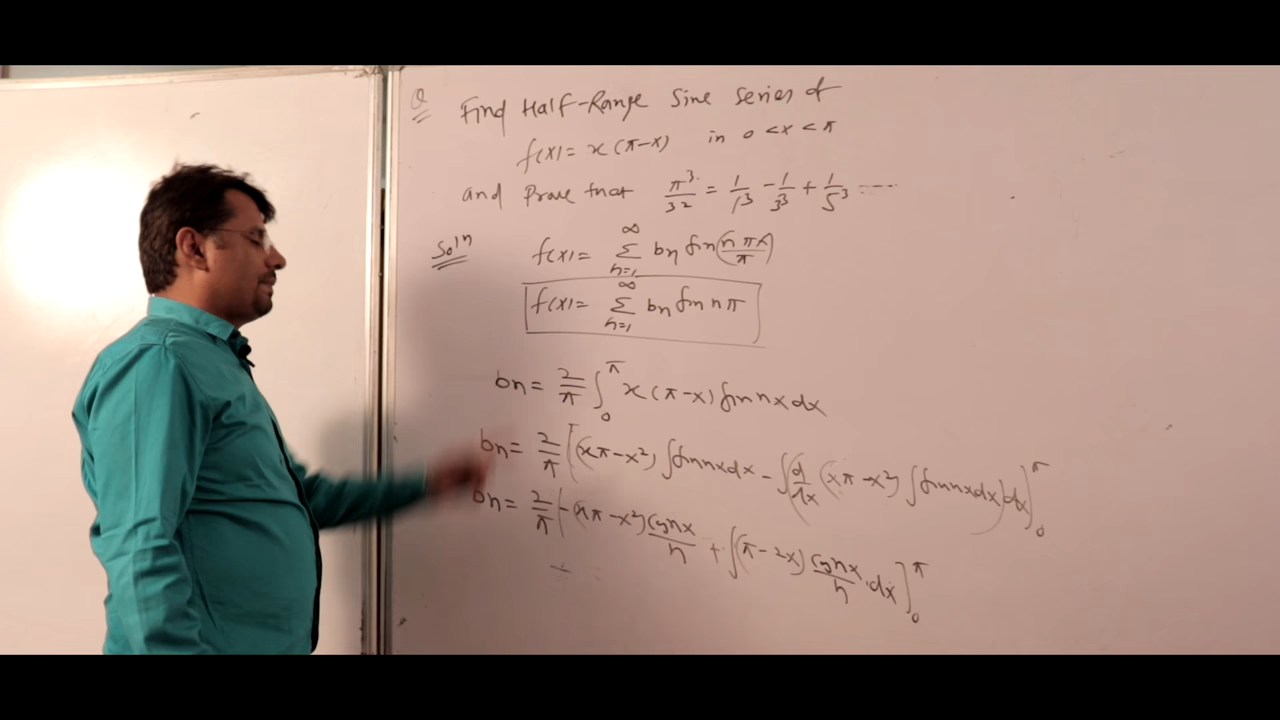 Q Find Half-Range Sine Series of
f(x) = x (π-x) in 0 < x < π
and Prove that π³/32 = 1/1³ - 1/3³ + 1/5³ ----
Solⁿ f(x) = ∑_{n=1}^{∞} bn sin(nπx/π)
f(x) = ∑_{n=1}^{∞} bn sin nπ
bn = 2/π ∫_0^π x (π-x) sin nx dx
bn = 2/π [(xπ-x²) ∫sin nx dx - ∫(d/dx (xπ-x²) ∫sin nx dx) dx]_0^π
bn = 2/π [-(xπ-x²) cos nx/n + ∫(π-2x) cos nx/n .dx]_0^π